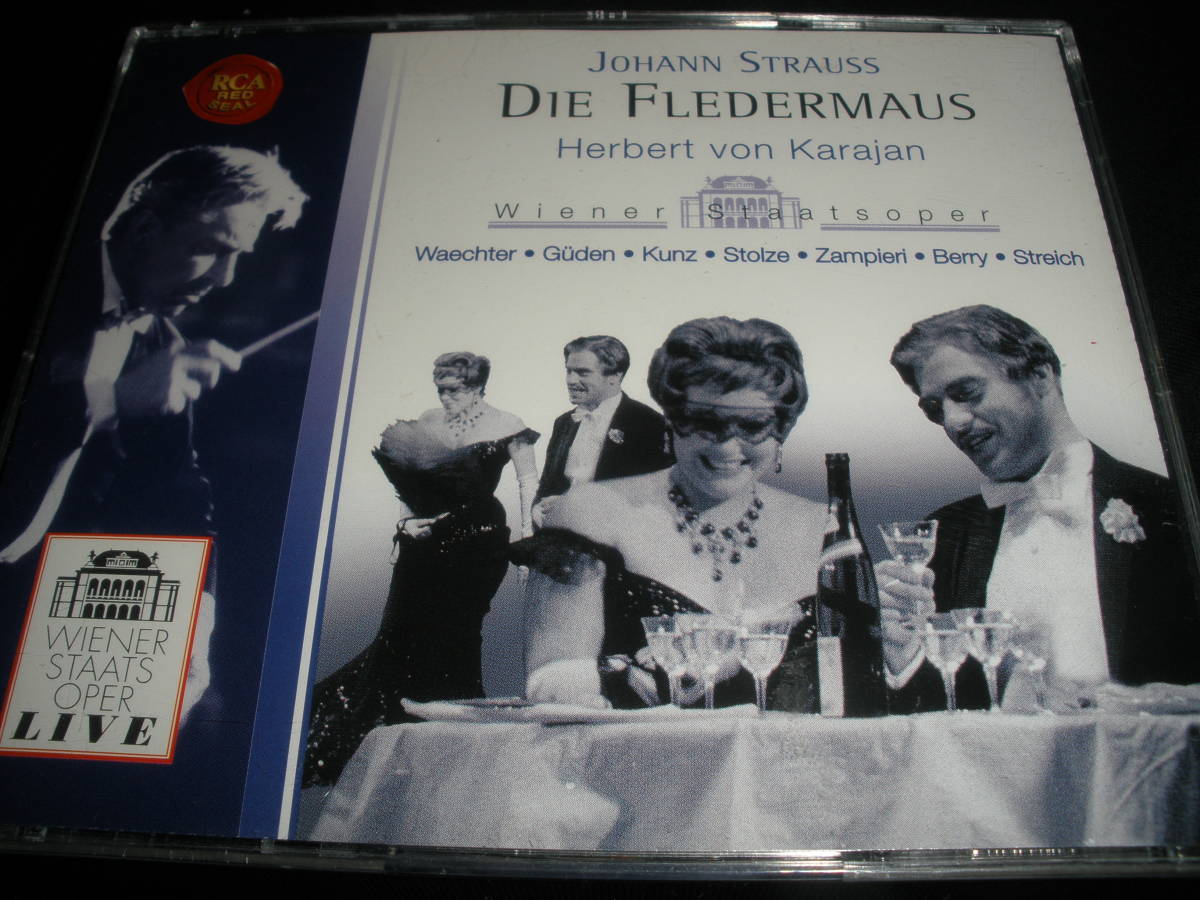 RCA
RED
SEAL
JOHANN STRAUSS
DIE FLEDERMAUS
Herbert von Karajan
Wiener Staatsoper
Waechter • Güden • Kunz • Stolze • Zampieri • Berry • Streich
WIENER
STAATS
OPER
LIVE